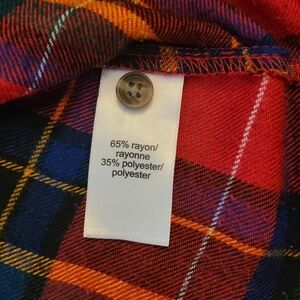 65% rayon/
rayonne
35% polyester/
polyester